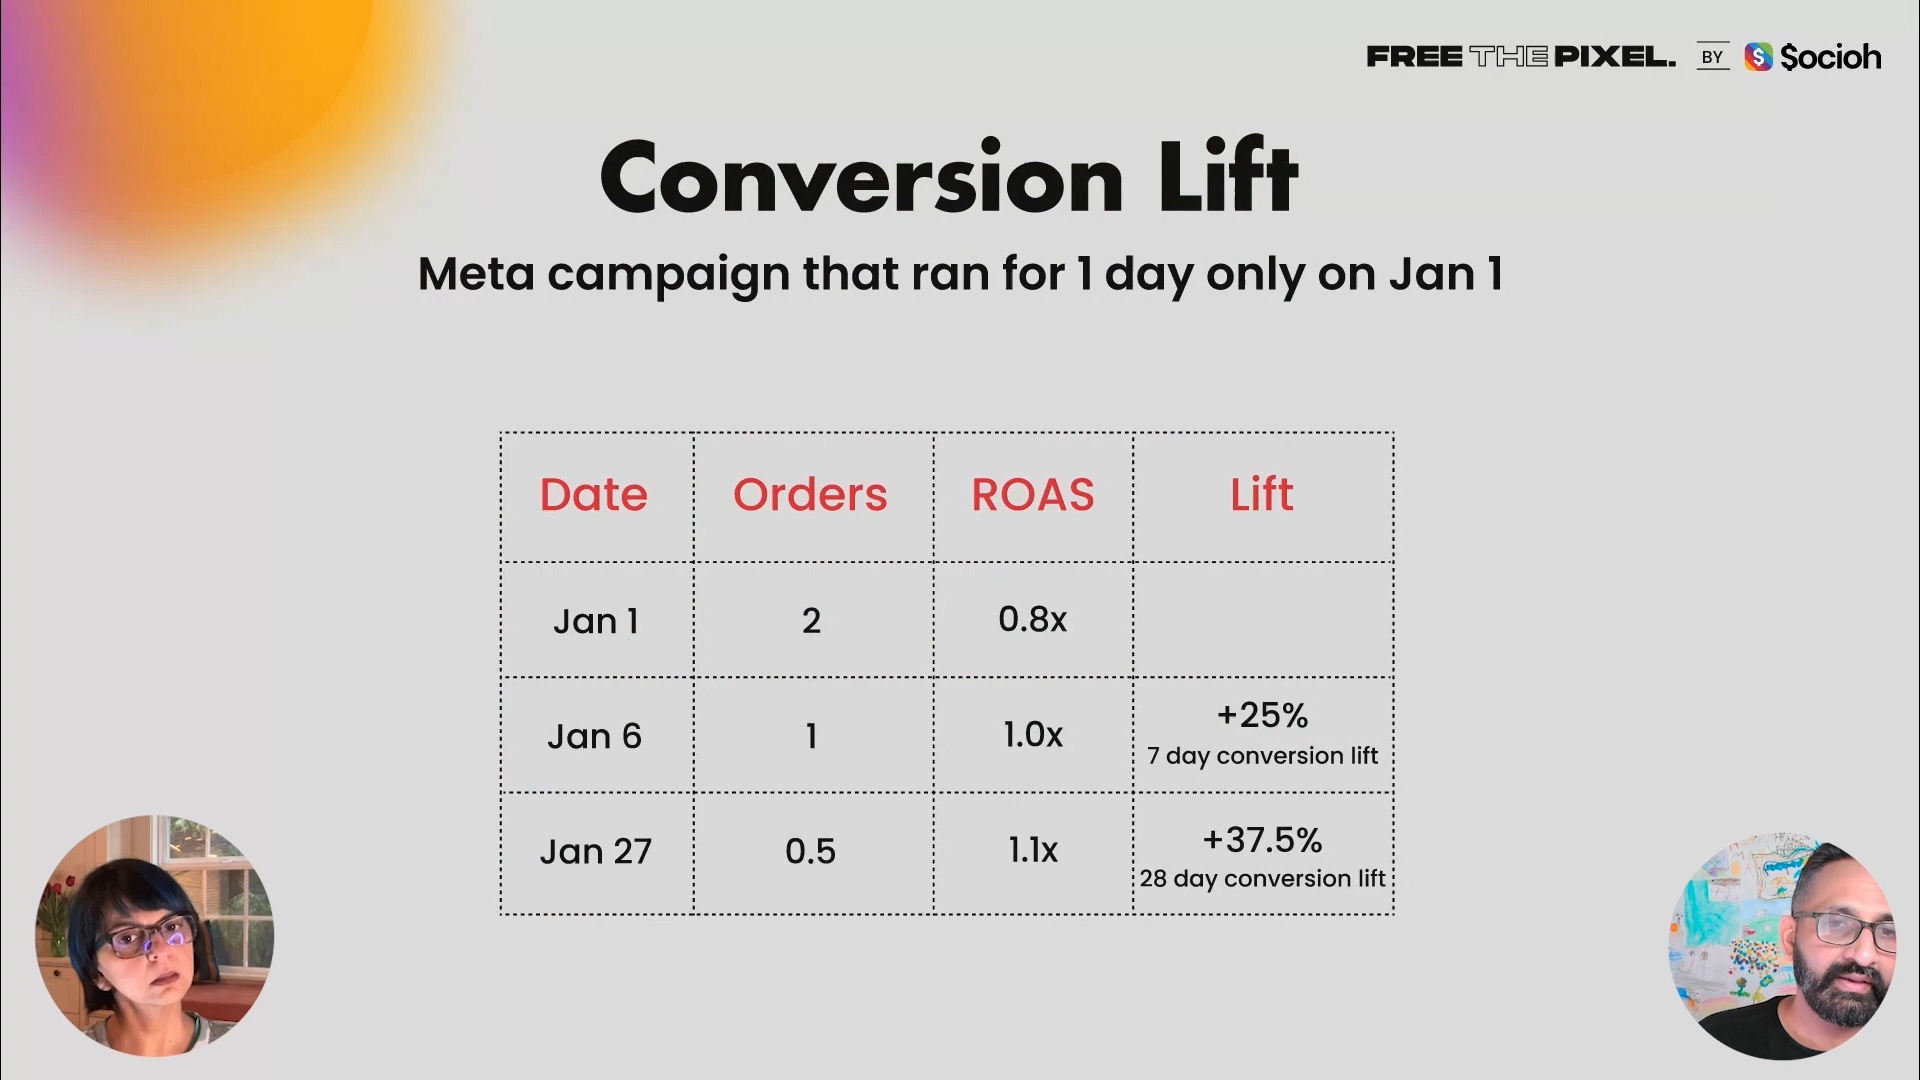 FREE THE PIXEL. BY $ $ocioh
Conversion Lift
Meta campaign that ran for 1 day only on Jan 1
Date Orders ROAS Lift
Jan 1 2 0.8x
Jan 6 1 1.0x +25%
7 day conversion lift
Jan 27 0.5 1.1x +37.5%
28 day conversion lift